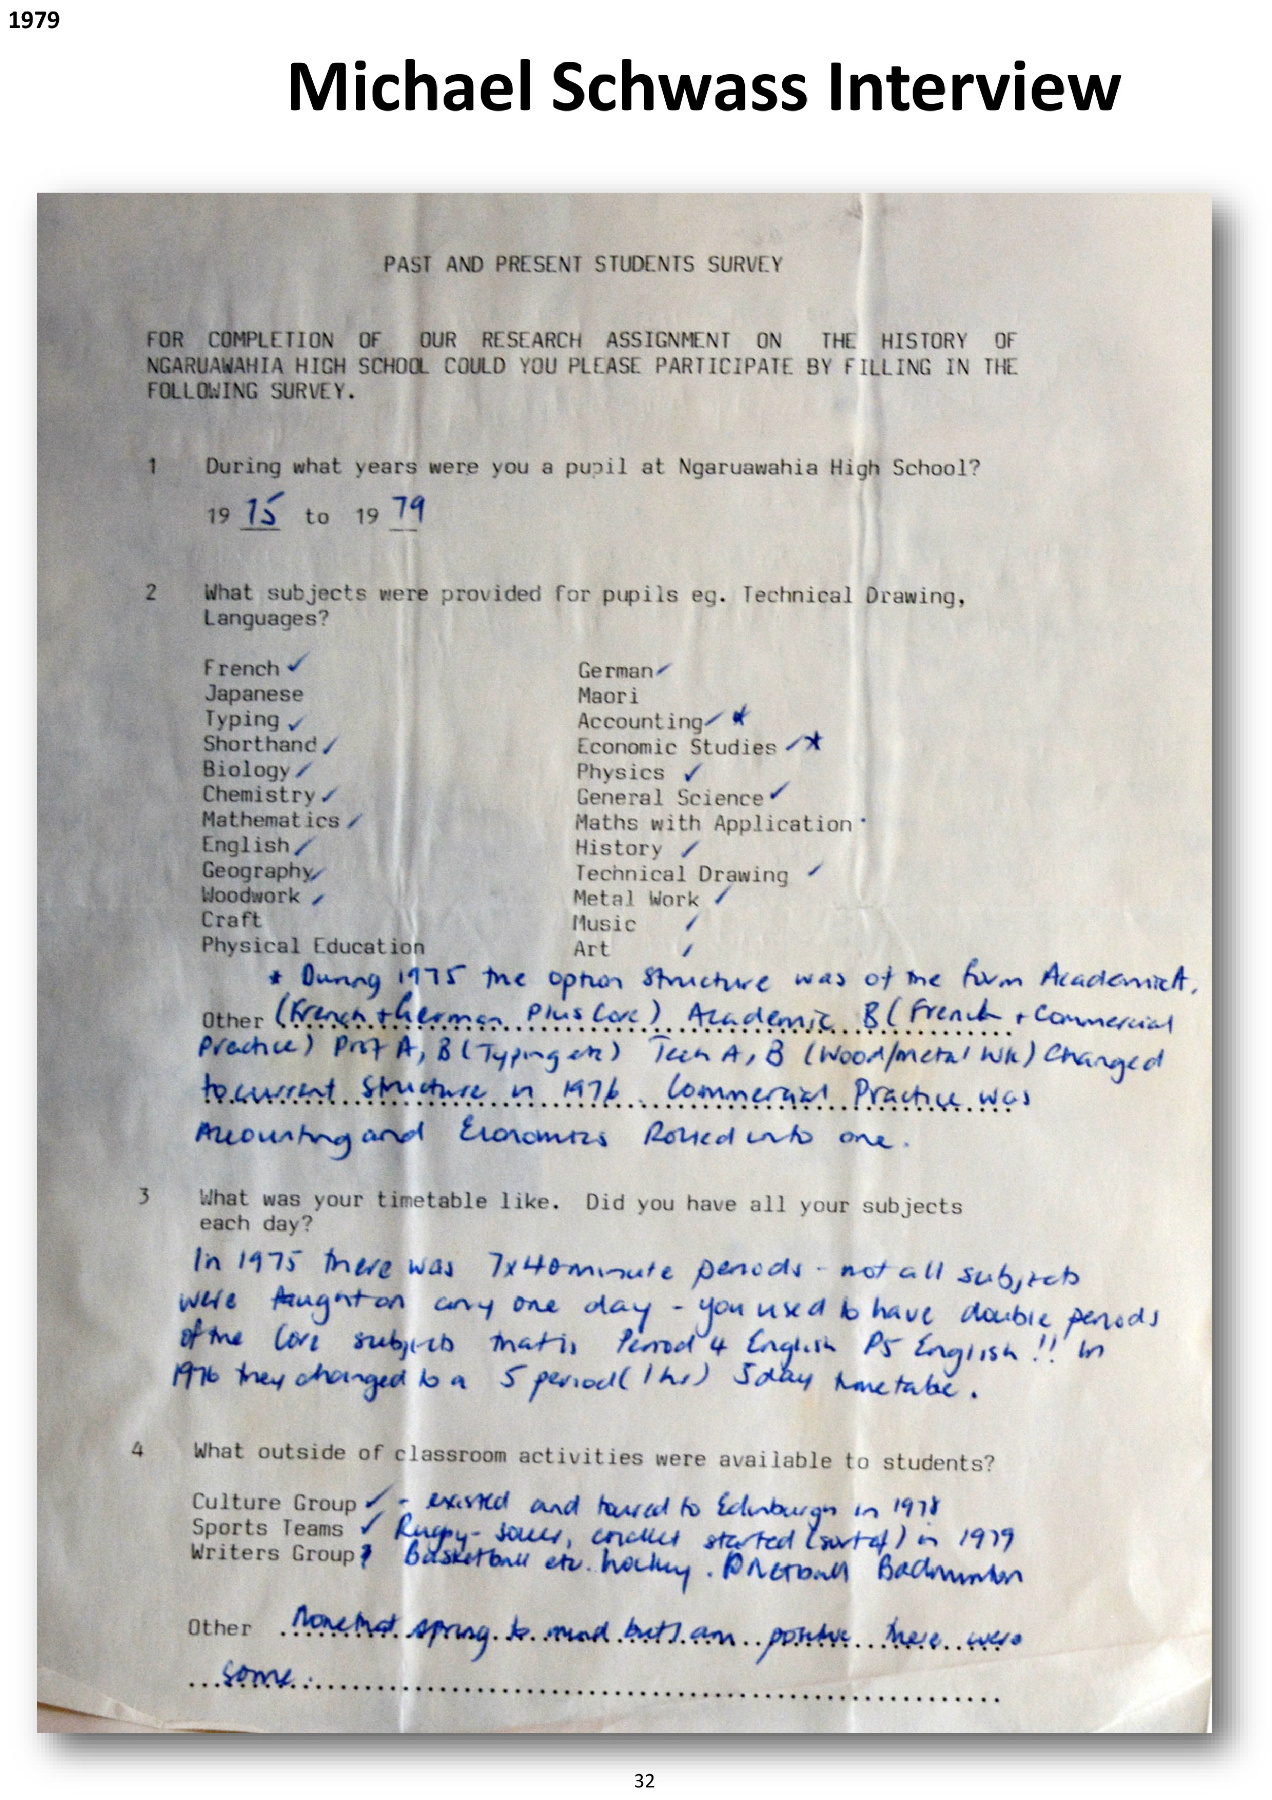 1979
Michael Schwass Interview
PAST AND PRESENT STUDENTS SURVEY
FOR COMPLETION OF OUR RESEARCH ASSIGNMENT ON THE HISTORY OF
NGARUAWAHIA HIGH SCHOOL COULD YOU PLEASE PARTICIPATE BY FILLING IN THE
FOLLOWING SURVEY.
1 During what years were you a pupil at Ngaruawahia High School?
19 75 to 19 79
2 What subjects were provided for pupils eg. Technical Drawing,
Languages?
French ✓ German ✓
Japanese Maori
Typing ✓ Accounting ✓ *
Shorthand ✓ Economic Studies ✓ *
Biology ✓ Physics ✓
Chemistry ✓ General Science ✓
Mathematics ✓ Maths with Application
English ✓ History ✓
Geography ✓ Technical Drawing ✓
Woodwork ✓ Metal Work ✓
Craft Music ✓
Physical Education Art ✓
* During 1975 the option structure was of the form Academic A,
Other (French + German Plus Core) Academic B (French + Commercial
Practice) Prof A, B (Typing etc) Tech A, B (Wood/metal Wk) Changed
to current structure in 1976. Commercial Practice was
Accounting and Economics Rolled into one.
3 What was your timetable like. Did you have all your subjects
each day?
In 1975 there was 7x40 minute periods - not all subjects
were taught on any one day - you used to have double periods
of the Core subjects that is Period 4 English P5 English !! In
1976 they changed to a 5 period (1 hr) 5 day timetable.
4 What outside of classroom activities were available to students?
Culture Group ✓ - existed and toured to Edinburgh in 1978
Sports Teams ✓ Rugby - soccer, cricket started (sort of) in 1979
Writers Group ? Basketball etc. hockey. Netball Badminton
Other None that spring to mind but I am positive there were
some.
32